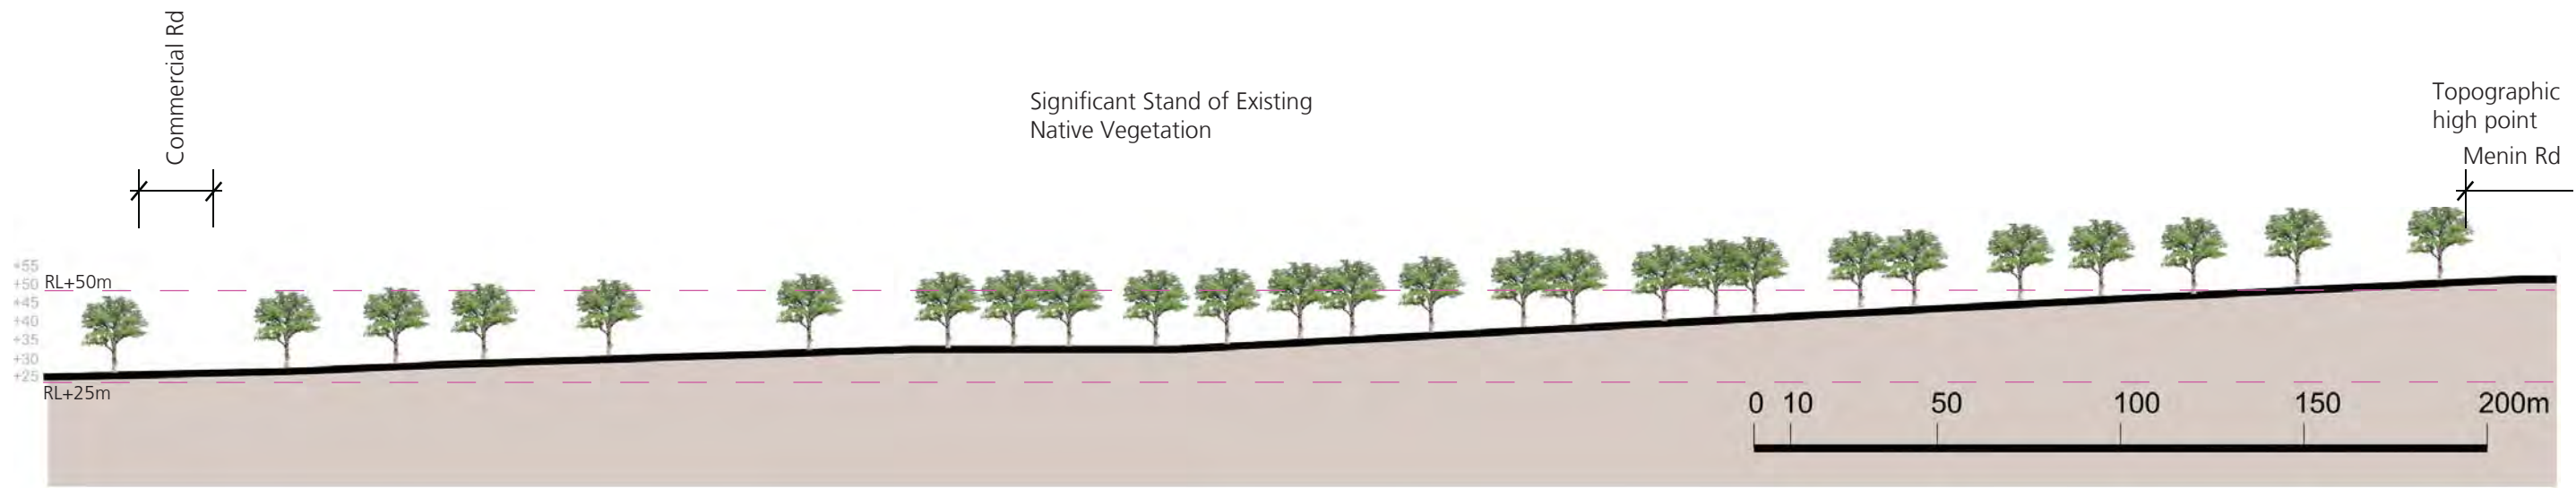 Commercial Rd
Significant Stand of Existing
Native Vegetation
Topographic
high point
Menin Rd
+55
+50
+45
+40
+35
+30
+25
RL+50m
RL+25m
0 10 50 100 150 200m